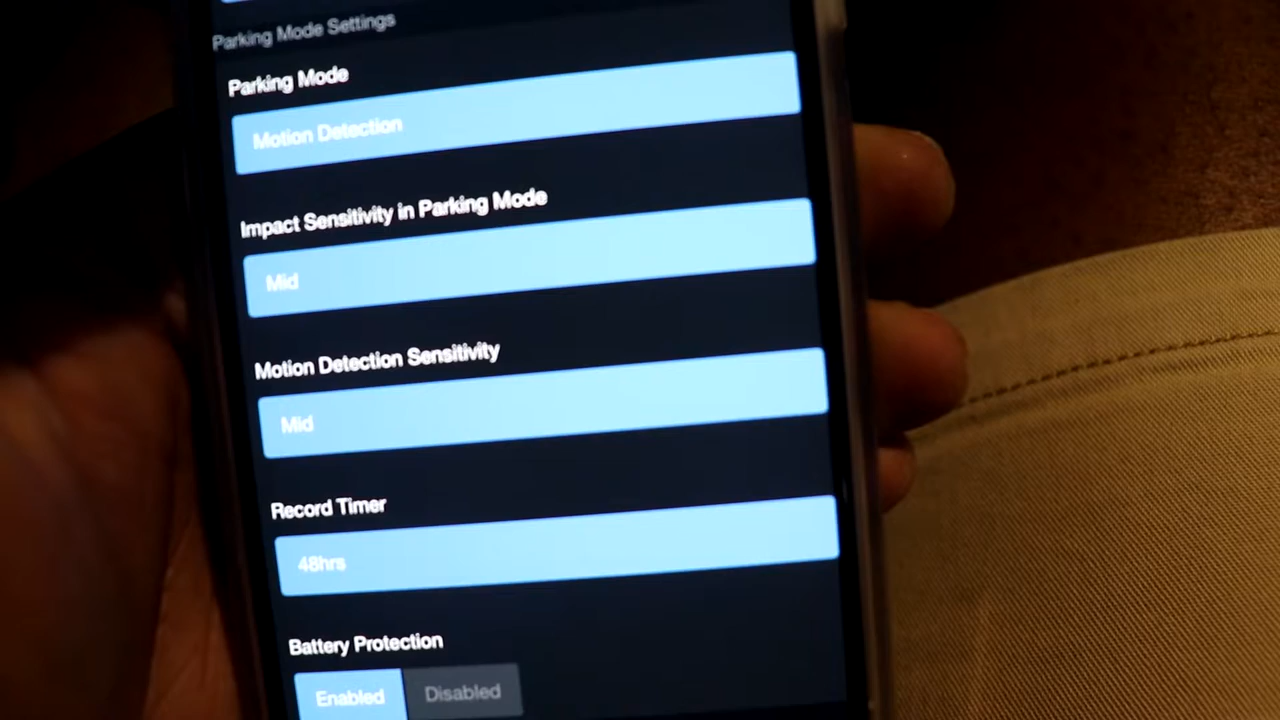 Parking Mode Settings
Parking Mode
Motion Detection
Impact Sensitivity in Parking Mode
Mid
Motion Detection Sensitivity
Mid
Record Timer
48hrs
Battery Protection
Enabled Disabled